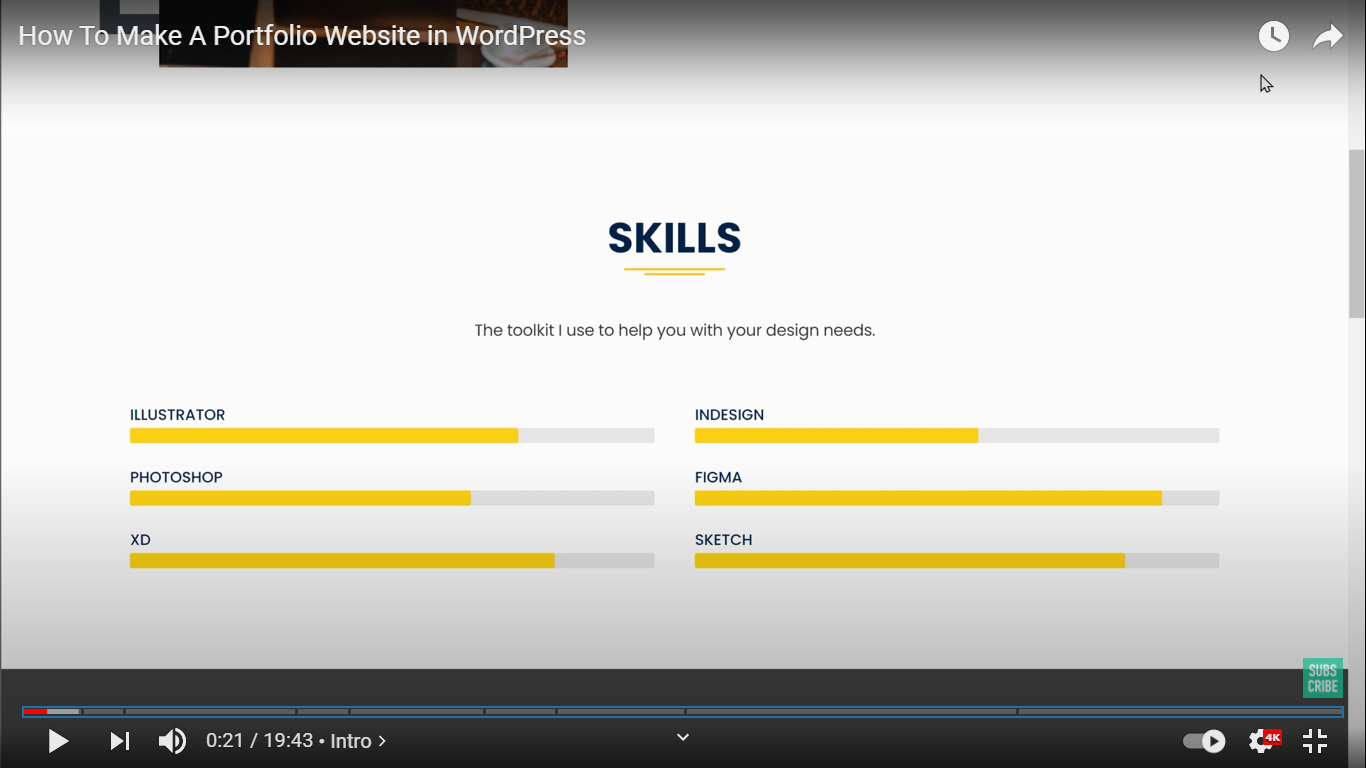 How To Make A Portfolio Website in WordPress
SKILLS
The toolkit I use to help you with your design needs.
ILLUSTRATOR
INDESIGN
PHOTOSHOP
FIGMA
XD
SKETCH
SUBS
CRIBE
0:21 / 19:43 • Intro >
4K